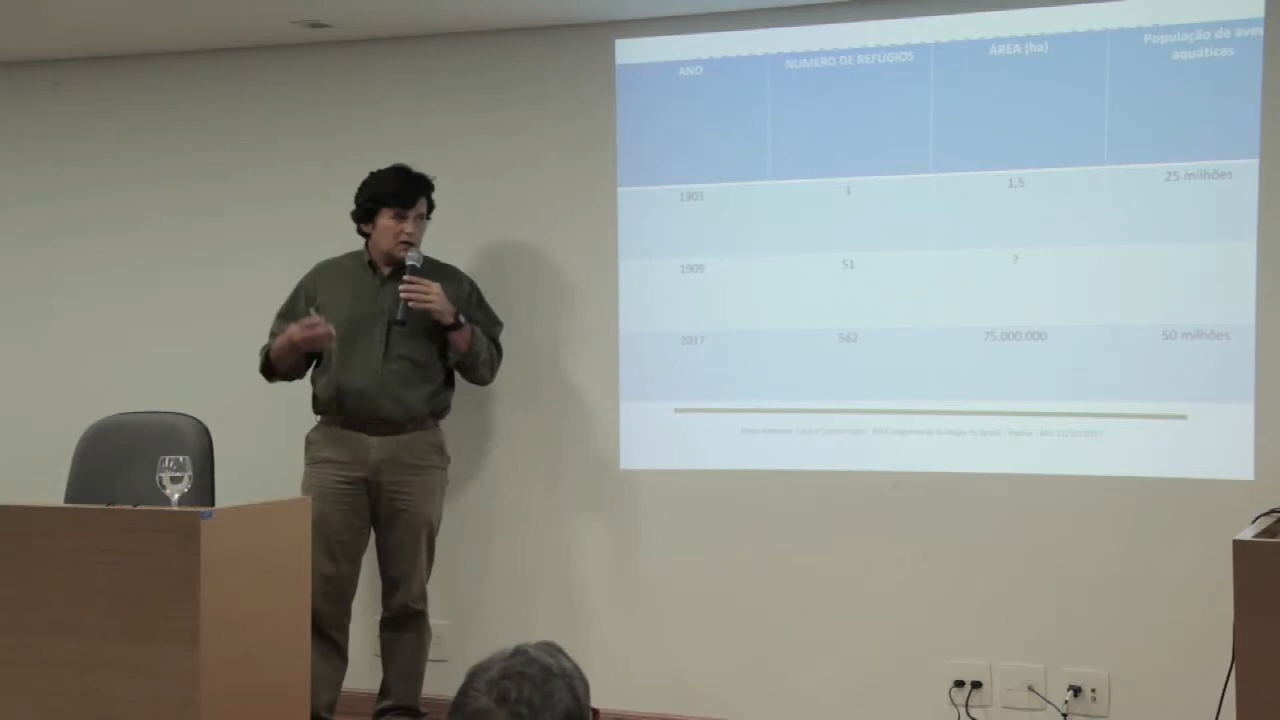 ANO NUMERO DE REFÚGIOS ÁREA (ha) População de aves
aquáticas
1903 1 1,5 25 milhões
1909 51 ?
2017 562 75.000.000 50 milhões